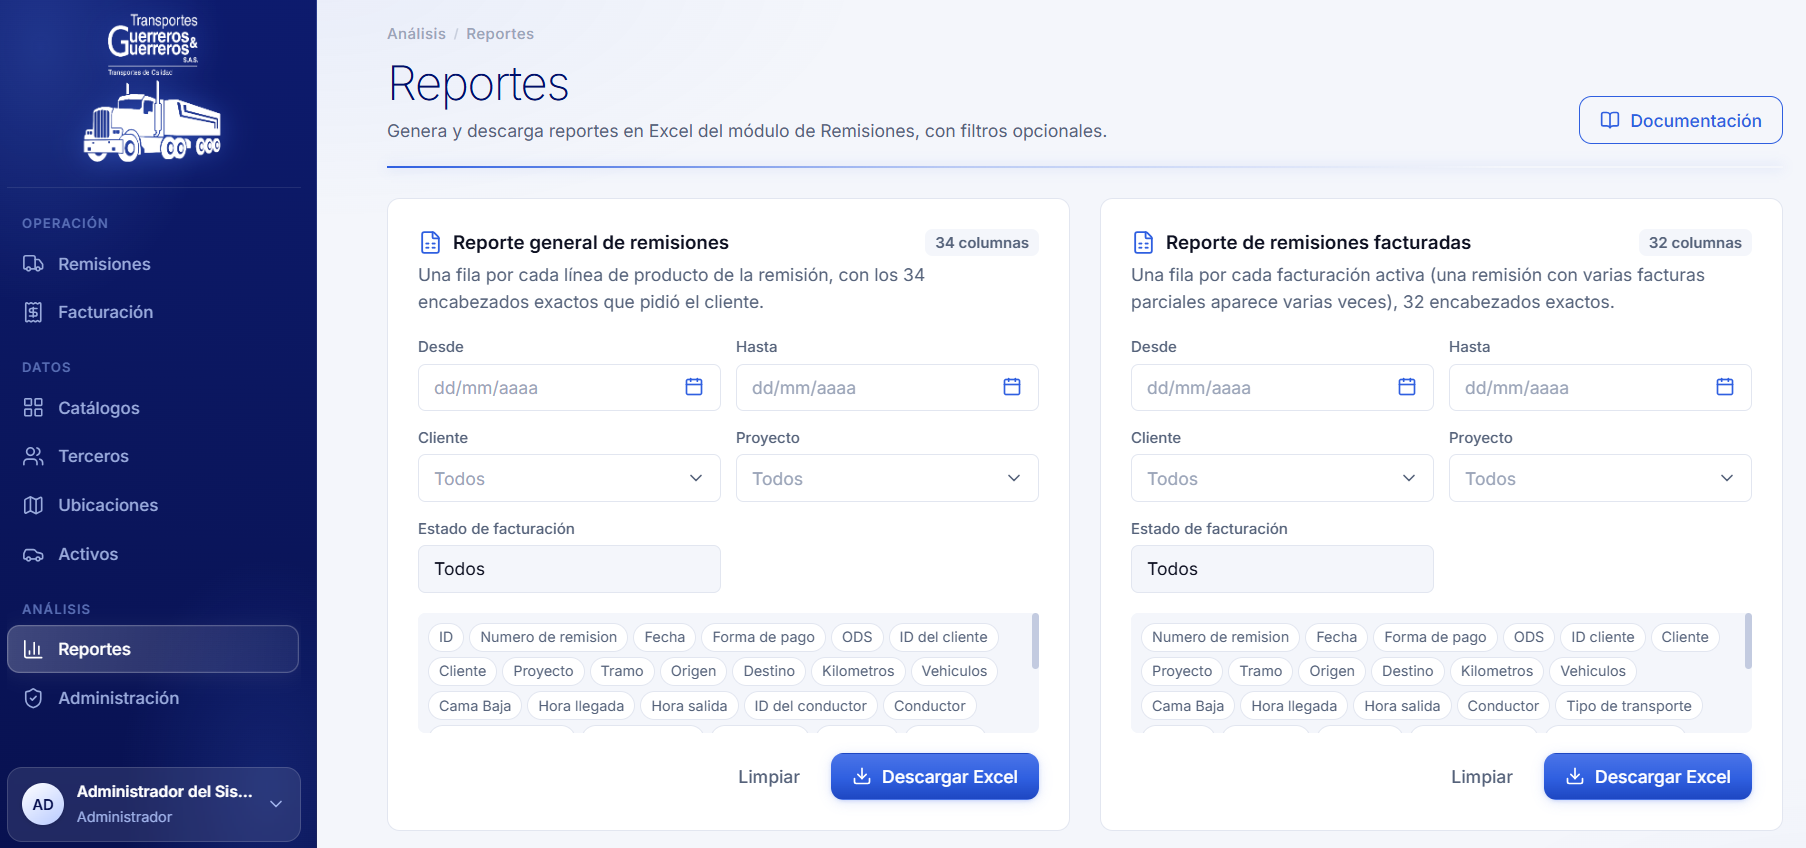 Transportes
Guerreros&
Guerreros
S.A.S.
Transportes de Calidad
OPERACIÓN
Remisiones
Facturación
DATOS
Catálogos
Terceros
Ubicaciones
Activos
ANÁLISIS
Reportes
Administración
AD
Administrador del Sis...
Administrador
Análisis / Reportes
Reportes
Genera y descarga reportes en Excel del módulo de Remisiones, con filtros opcionales.
Documentación
Reporte general de remisiones
34 columnas
Una fila por cada línea de producto de la remisión, con los 34
encabezados exactos que pidió el cliente.
Desde
Hasta
dd/mm/aaaa
dd/mm/aaaa
Cliente
Proyecto
Todos
Todos
Estado de facturación
Todos
ID Numero de remision Fecha Forma de pago ODS ID del cliente
Cliente Proyecto Tramo Origen Destino Kilometros Vehiculos
Cama Baja Hora llegada Hora salida ID del conductor Conductor
Limpiar
Descargar Excel
Reporte de remisiones facturadas
32 columnas
Una fila por cada facturación activa (una remisión con varias facturas
parciales aparece varias veces), 32 encabezados exactos.
Desde
Hasta
dd/mm/aaaa
dd/mm/aaaa
Cliente
Proyecto
Todos
Todos
Estado de facturación
Todos
Numero de remision Fecha Forma de pago ODS ID cliente Cliente
Proyecto Tramo Origen Destino Kilometros Vehiculos
Cama Baja Hora llegada Hora salida Conductor Tipo de transporte
Limpiar
Descargar Excel